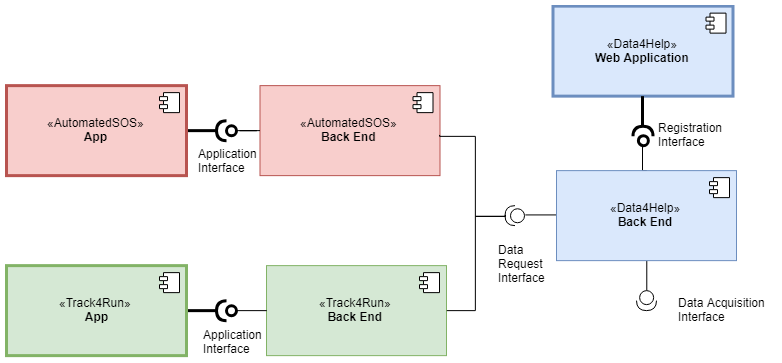 «Data4Help»
Web Application
«AutomatedSOS»
App
Application
Interface
«AutomatedSOS»
Back End
Registration
Interface
«Data4Help»
Back End
Data
Request
Interface
Data Acquisition
Interface
«Track4Run»
App
Application
Interface
«Track4Run»
Back End